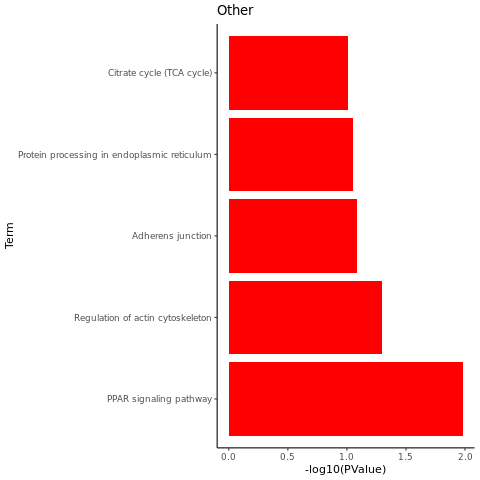 Other
Citrate cycle (TCA cycle)
Protein processing in endoplasmic reticulum
Adherens junction
Regulation of actin cytoskeleton
PPAR signaling pathway
Term
0.0 0.5 1.0 1.5 2.0
-log10(PValue)